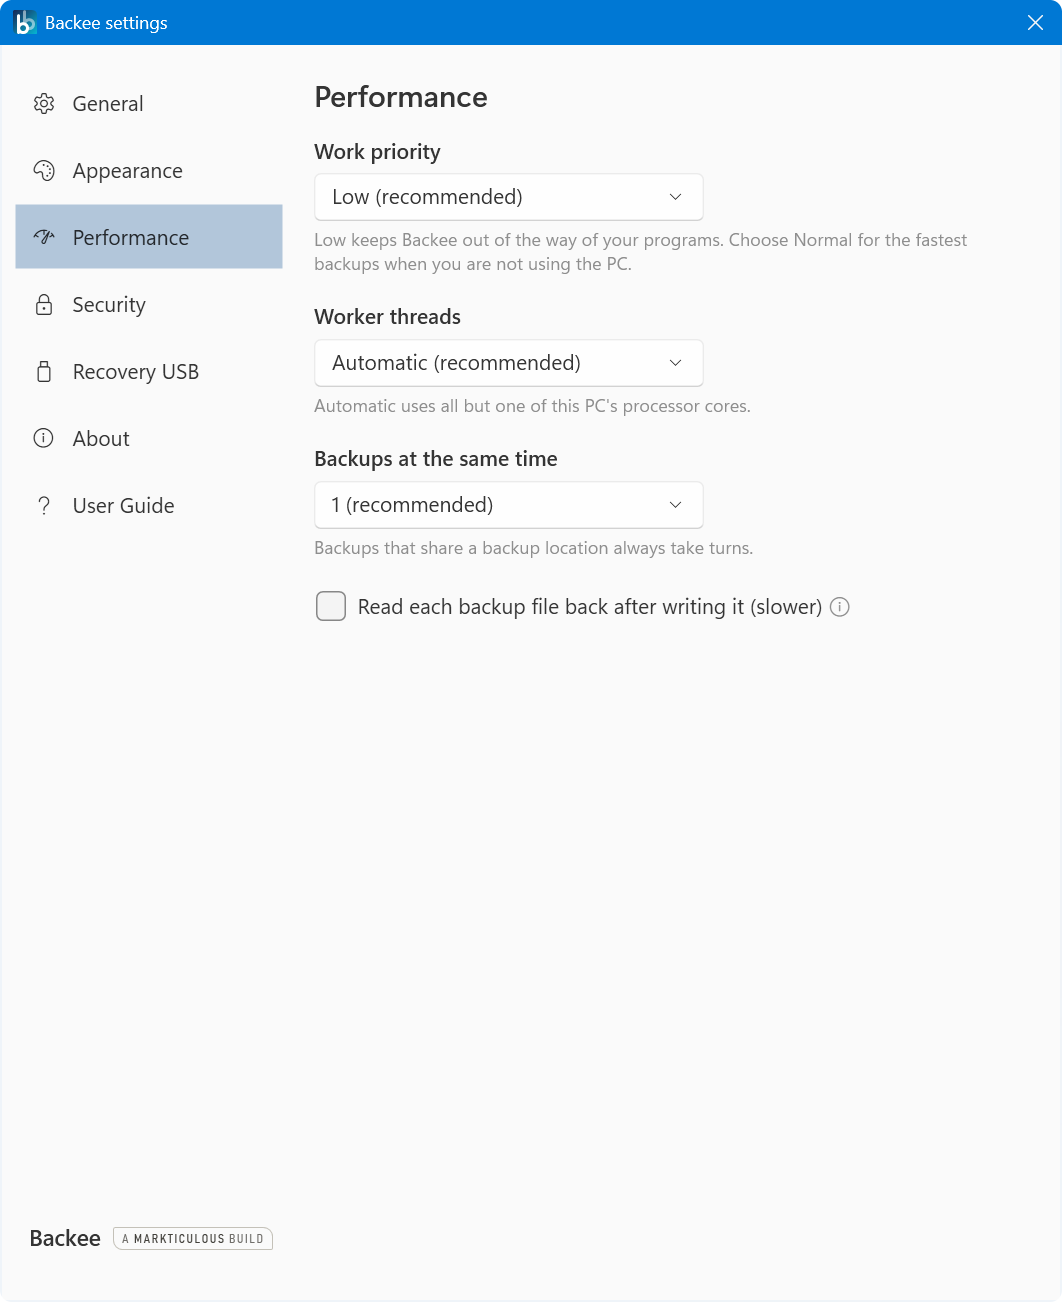 Backee settings
General
Appearance
Performance
Security
Recovery USB
About
User Guide
Performance
Work priority
Low (recommended)
Low keeps Backee out of the way of your programs. Choose Normal for the fastest
backups when you are not using the PC.
Worker threads
Automatic (recommended)
Automatic uses all but one of this PC's processor cores.
Backups at the same time
1 (recommended)
Backups that share a backup location always take turns.
Read each backup file back after writing it (slower)
Backee
A MARKTICULOUS BUILD